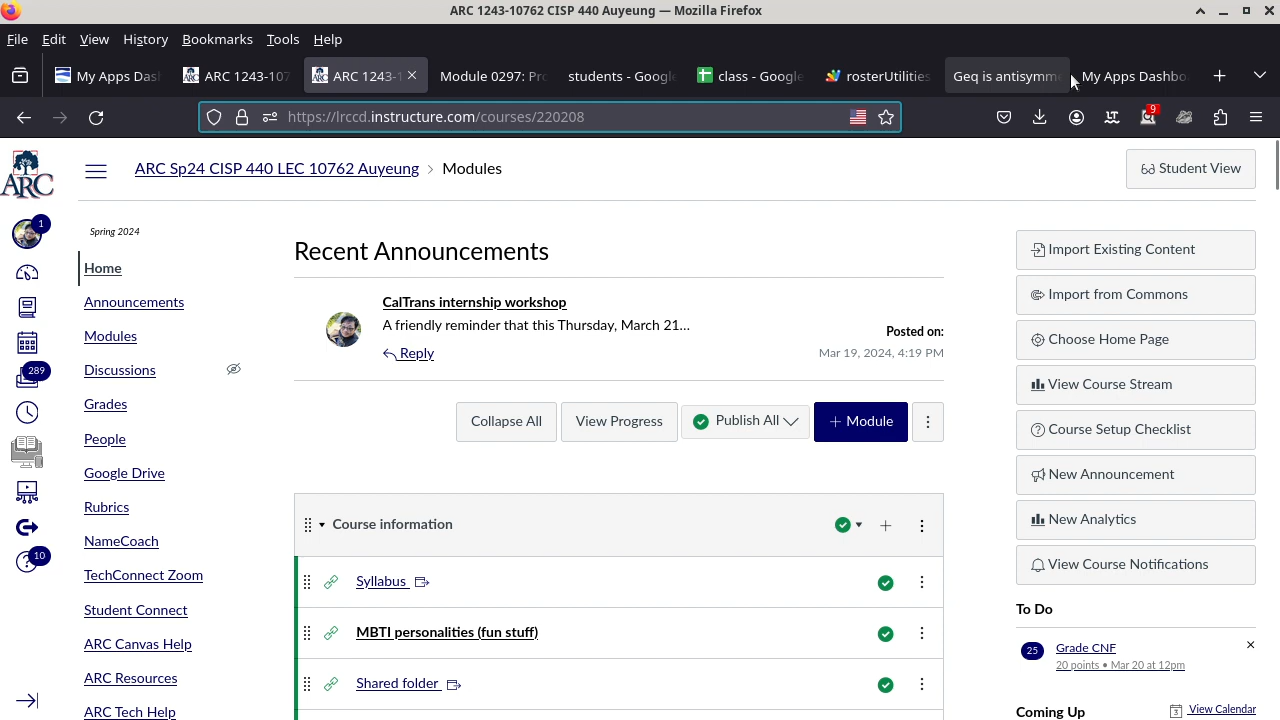 ARC 1243-10762 CISP 440 Auyeung — Mozilla Firefox
File Edit View History Bookmarks Tools Help
My Apps Das
ARC 1243-107
ARC 1243-1
Module 0297: Pr
students - Google
class - Google
rosterUtilities
Geq is antisymme
My Apps Dashbo
https://lrccd.instructure.com/courses/220208
9
ARC
ARC Sp24 CISP 440 LEC 10762 Auyeung > Modules
Student View
1
289
10
Spring 2024
Home
Announcements
Modules
Discussions
Grades
People
Google Drive
Rubrics
NameCoach
TechConnect Zoom
Student Connect
ARC Canvas Help
ARC Resources
ARC Tech Help
Recent Announcements
CalTrans internship workshop
A friendly reminder that this Thursday, March 21...
Reply
Posted on:
Mar 19, 2024, 4:19 PM
Collapse All
View Progress
Publish All
+ Module
Course information
Syllabus
MBTI personalities (fun stuff)
Shared folder
Import Existing Content
Import from Commons
Choose Home Page
View Course Stream
Course Setup Checklist
New Announcement
New Analytics
View Course Notifications
To Do
25
Grade CNF
20 points • Mar 20 at 12pm
Coming Up
View Calendar